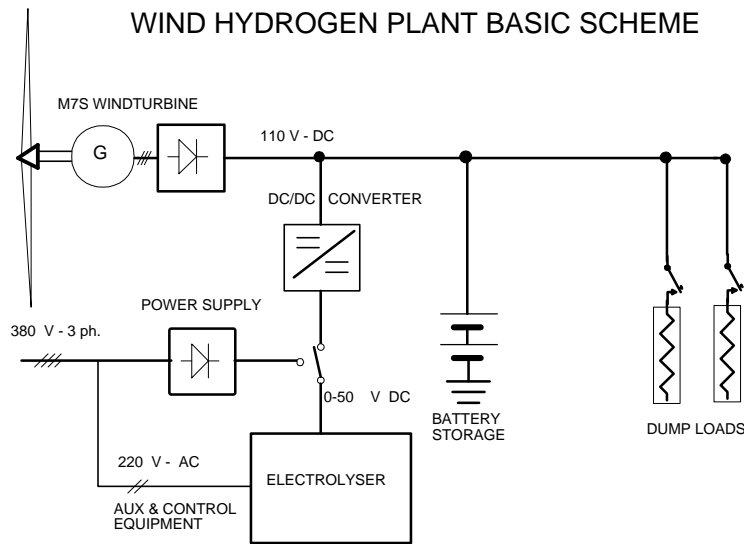 WIND HYDROGEN PLANT BASIC SCHEME
M7S WINDTURBINE
G
110 V - DC
DC/DC CONVERTER
POWER SUPPLY
380 V - 3 ph.
0-50 V DC
BATTERY
STORAGE
DUMP LOADS
220 V - AC
ELECTROLYSER
AUX & CONTROL
EQUIPMENT